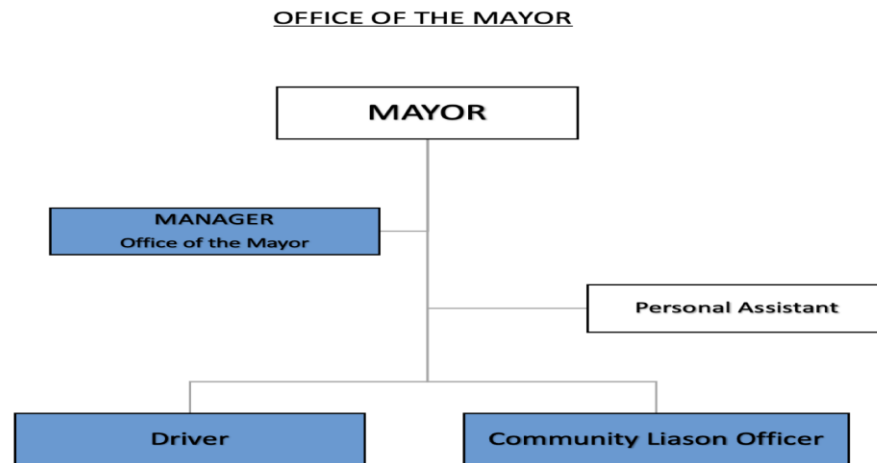 OFFICE OF THE MAYOR
MAYOR
MANAGER
Office of the Mayor
Personal Assistant
Driver
Community Liason Officer